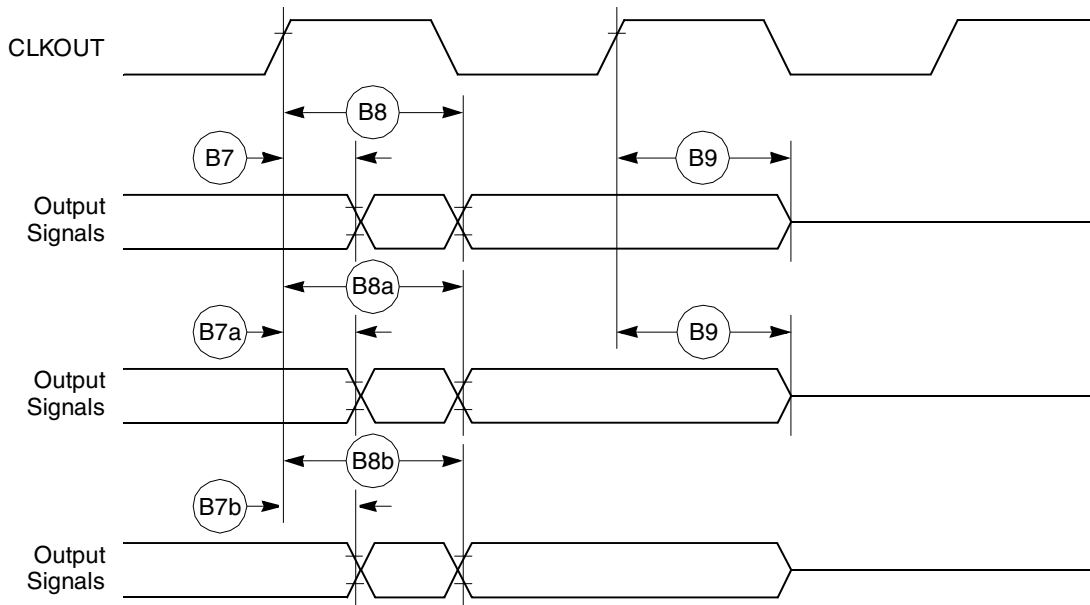 CLKOUT
B8
B7
B9
Output
Signals
B8a
B7a
B9
Output
Signals
B8b
B7b
Output
Signals